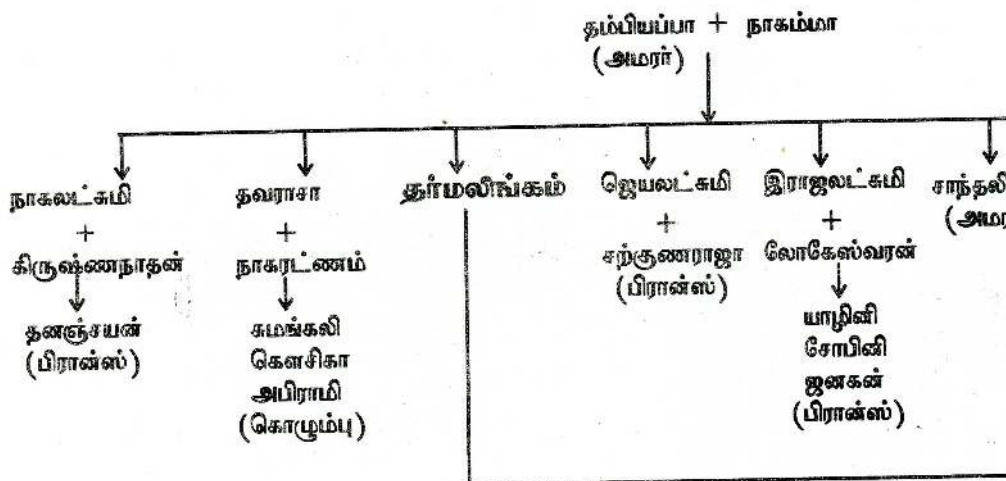 தம்பியப்பா + நாகம்மா
(அமரர்)
நாகலட்சுமி
+
கிருஷ்ணநாதன்
தனஞ்சயன்
(பிரான்ஸ்)
தவராசா
+
நாகரட்ணம்
சுமங்கலி
கௌசிகா
அபிராமி
(கொழும்பு)
தர்மலிங்கம்
ஜெயலட்சுமி
+
சற்குணராஜா
(பிரான்ஸ்)
இராஜலட்சுமி
+
லோகேஸ்வரன்
யாழினி
சோபினி
ஜனகன்
(பிரான்ஸ்)